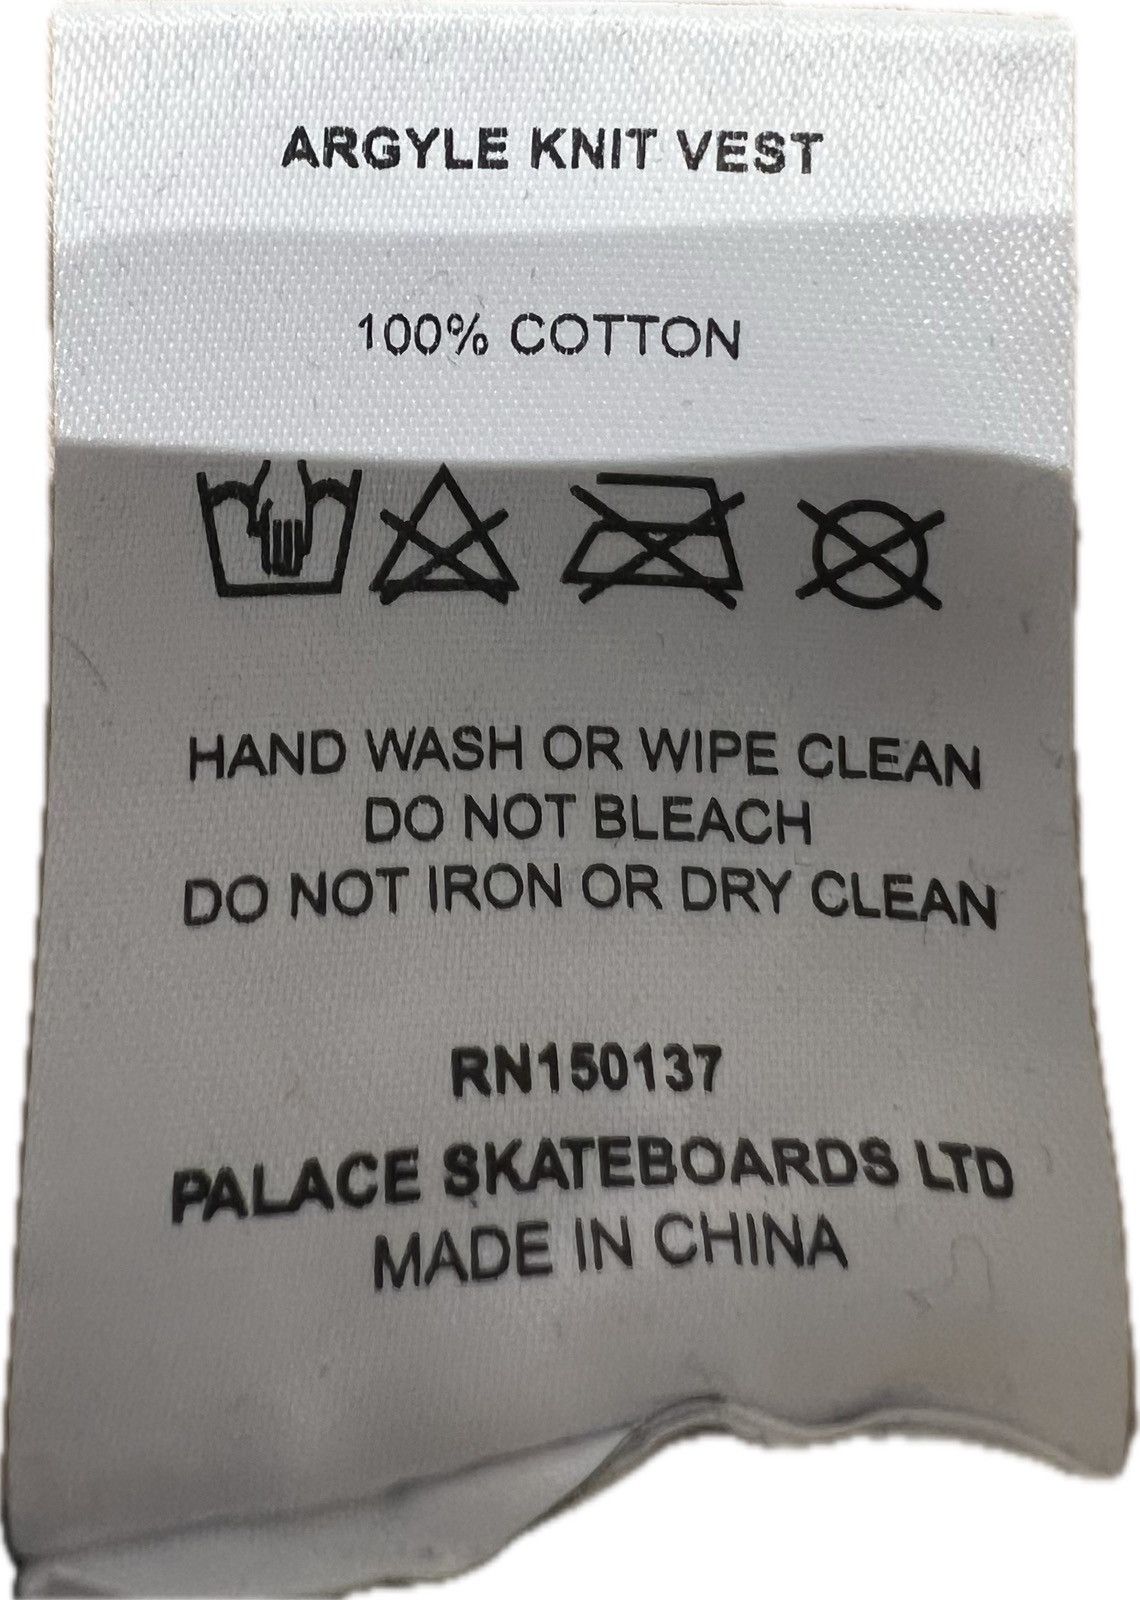 ARGYLE KNIT VEST
100% COTTON
HAND WASH OR WIPE CLEAN
DO NOT BLEACH
DO NOT IRON OR DRY CLEAN
RN150137
PALACE SKATEBOARDS LTD
MADE IN CHINA